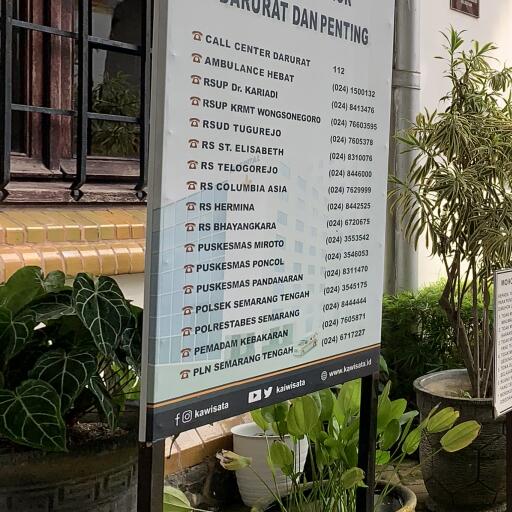 DARURAT DAN PENTING
CALL CENTER DARURAT 112
AMBULANCE HEBAT (024) 1500132
RSUP Dr. KARIADI (024) 8413476
RSUP KRMT WONGSONEGORO (024) 76603595
RSUD TUGUREJO (024) 7605378
RS ST. ELISABETH (024) 8310076
RS TELOGOREJO (024) 8446000
RS COLUMBIA ASIA (024) 7629999
RS HERMINA (024) 8442525
RS BHAYANGKARA (024) 6720675
PUSKESMAS MIROTO (024) 3553542
PUSKESMAS PONCOL (024) 3546053
PUSKESMAS PANDANARAN (024) 8311470
POLSEK SEMARANG TENGAH (024) 3545175
POLRESTABES SEMARANG (024) 8444444
PEMADAM KEBAKARAN (024) 7605871
PLN SEMARANG TENGAH (024) 6717227
kawisata kaiwisata www.kawisata.id